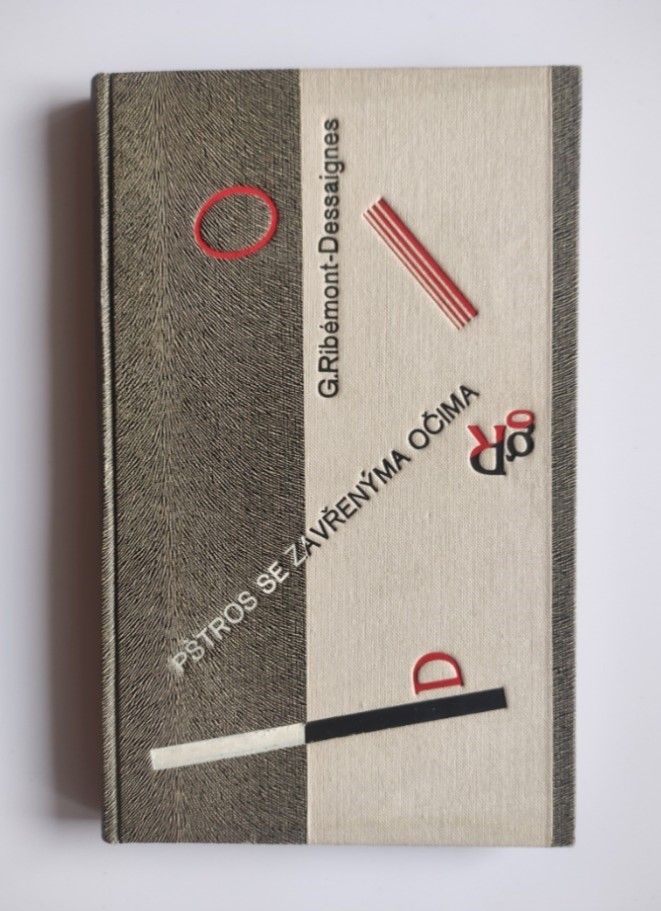 G.Ribémont-Dessaignes
PŠTROS SE ZAVŘENÝMA OČIMA
D